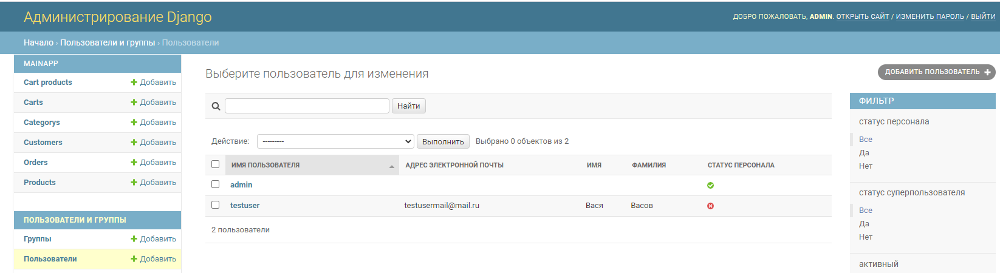 Администрирование Django
ДОБРО ПОЖАЛОВАТЬ, ADMIN. ОТКРЫТЬ САЙТ / ИЗМЕНИТЬ ПАРОЛЬ / ВЫЙТИ
Начало › Пользователи и группы › Пользователи
MAINAPP
Cart products Добавить
Carts Добавить
Categorys Добавить
Customers Добавить
Orders Добавить
Products Добавить
ПОЛЬЗОВАТЕЛИ И ГРУППЫ
Группы Добавить
Пользователи Добавить
Выберите пользователь для изменения
ДОБАВИТЬ ПОЛЬЗОВАТЕЛЬ
Найти
Действие: --------- Выполнить Выбрано 0 объектов из 2
ИМЯ ПОЛЬЗОВАТЕЛЯ АДРЕС ЭЛЕКТРОННОЙ ПОЧТЫ ИМЯ ФАМИЛИЯ СТАТУС ПЕРСОНАЛА
admin
testuser testusermail@mail.ru Вася Васов
2 пользователи
ФИЛЬТР
статус персонала
Все
Да
Нет
статус суперпользователя
Все
Да
Нет
активный